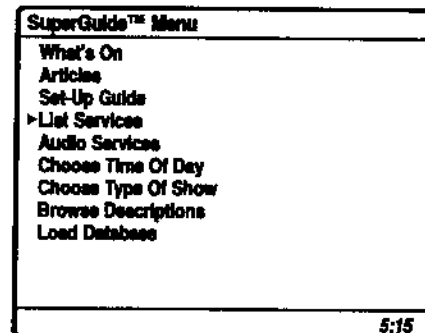 SuperGuide™ Menu
What's On
Articles
Set-Up Guide
▸List Services
Audio Services
Choose Time Of Day
Choose Type Of Show
Browse Descriptions
Load Database
5:15